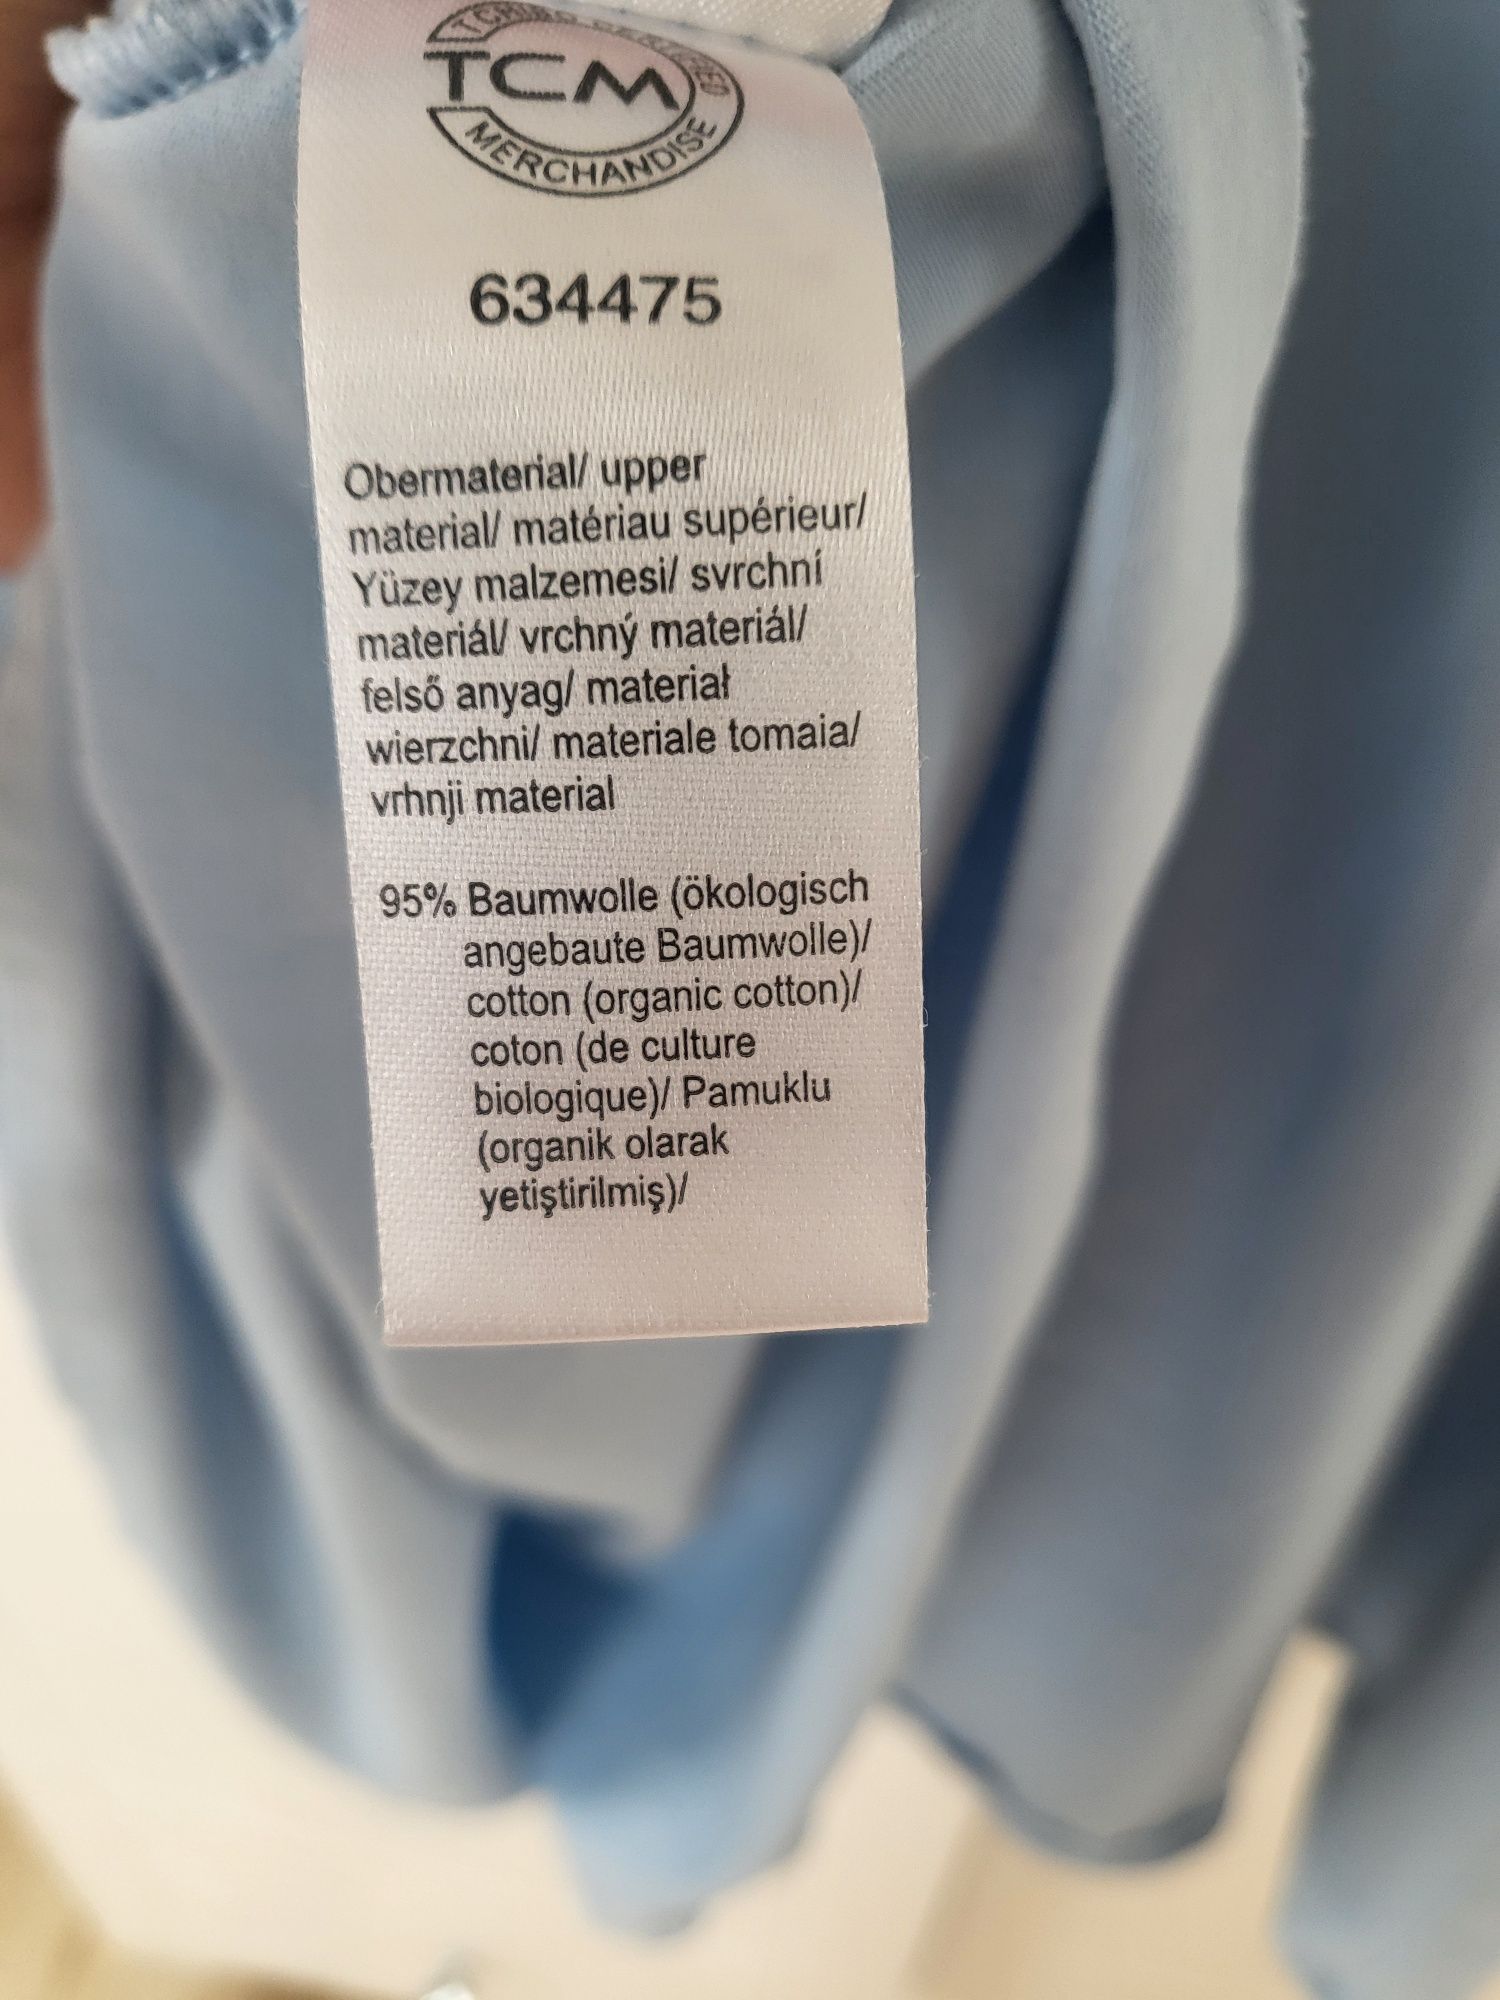 TCHIBO CERTIFIED
TCM
MERCHANDISE
634475
Obermaterial/ upper
material/ matériau supérieur/
Yüzey malzemesi/ svrchní
materiál/ vrchný materiál/
felső anyag/ materiał
wierzchni/ materiale tomaia/
vrhnji material
95% Baumwolle (ökologisch
angebaute Baumwolle)/
cotton (organic cotton)/
coton (de culture
biologique)/ Pamuklu
(organik olarak
yetiştirilmiş)/